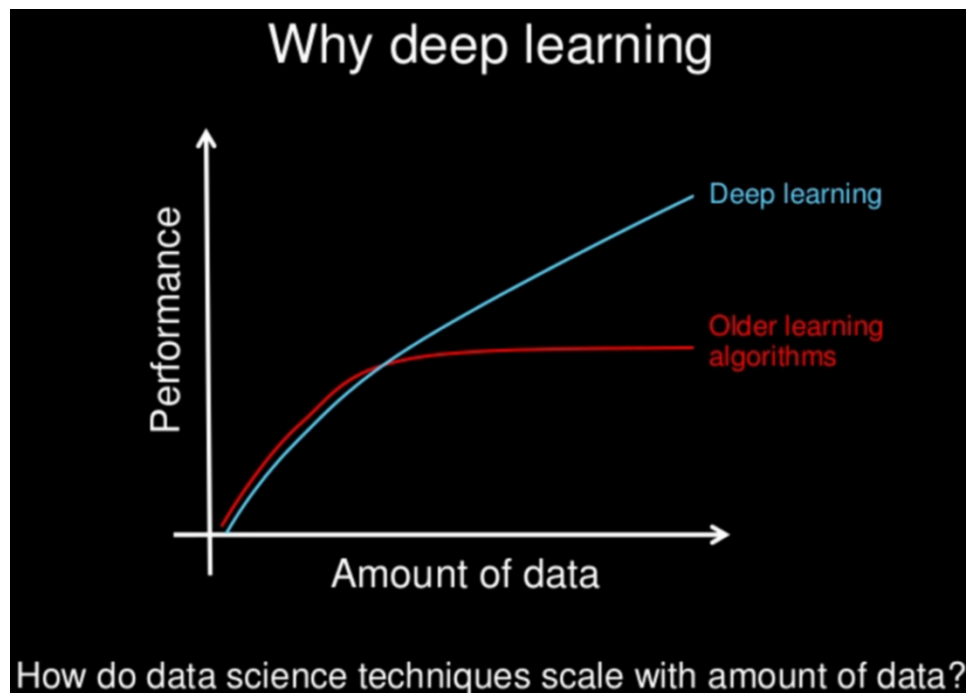 Why deep learning
Performance
Deep learning
Older learning
algorithms
Amount of data
How do data science techniques scale with amount of data?